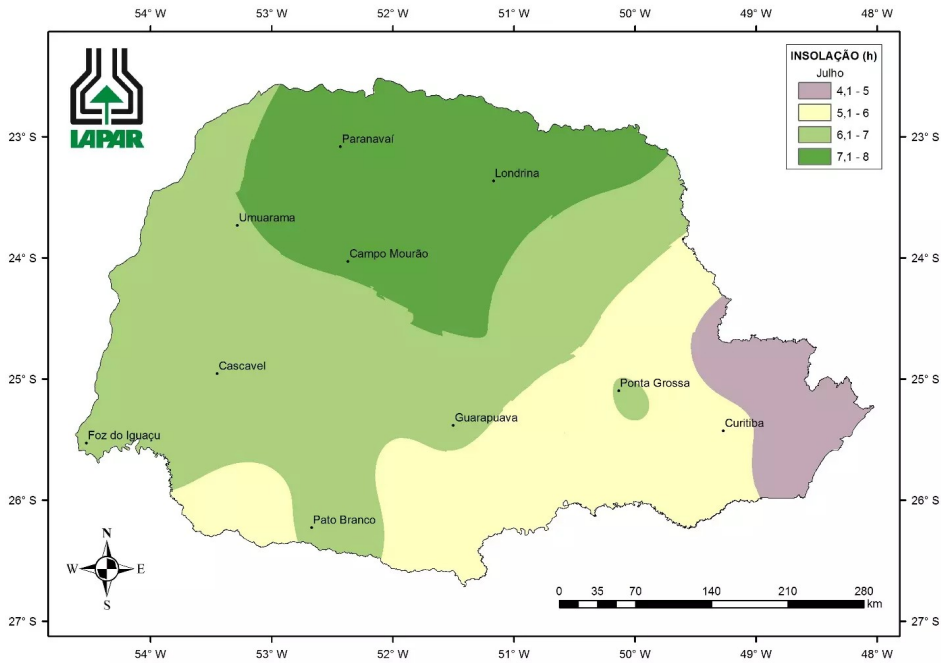 54° W 53° W 52° W 51° W 50° W 49° W 48° W
INSOLAÇÃO (h)
Julho
4,1 - 5
5,1 - 6
6,1 - 7
7,1 - 8
IAPAR
23° S 23° S
Paranavaí
Londrina
Umuarama
Campo Mourão
24° S 24° S
Cascavel
25° S 25° S
Ponta Grossa
Guarapuava
Curitiba
Foz do Iguaçu
26° S 26° S
Pato Branco
N
W E
S
0 35 70 140 210 280
km
27° S 27° S
54° W 53° W 52° W 51° W 50° W 49° W 48° W